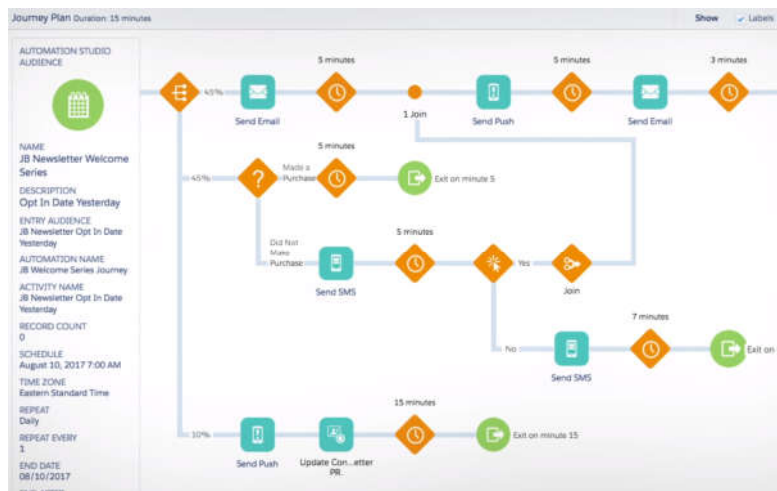 Journey Plan Duration: 15 minutes
Show
Labels
AUTOMATION STUDIO
AUDIENCE
NAME
JB Newsletter Welcome
Series
DESCRIPTION
Opt In Date Yesterday
ENTRY AUDIENCE
JB Newsletter Opt In Date
Yesterday
AUTOMATION NAME
JB Welcome Series Journey
ACTIVITY NAME
JB Newsletter Opt In Date
Yesterday
RECORD COUNT
0
SCHEDULE
August 10, 2017 7:00 AM
TIME ZONE
Eastern Standard Time
REPEAT
Daily
REPEAT EVERY
1
END DATE
08/10/2017
5 minutes
5 minutes
3 minutes
45%
Send Email
1 Join
Send Push
Send Email
5 minutes
45%
Made a
Purchase
Exit on minute 5
Did Not
Make
Purchase
5 minutes
Send SMS
Yes
Join
7 minutes
No
Send SMS
Exit on
15 minutes
10%
Send Push
Update Con...etter
PR..
Exit on minute 15